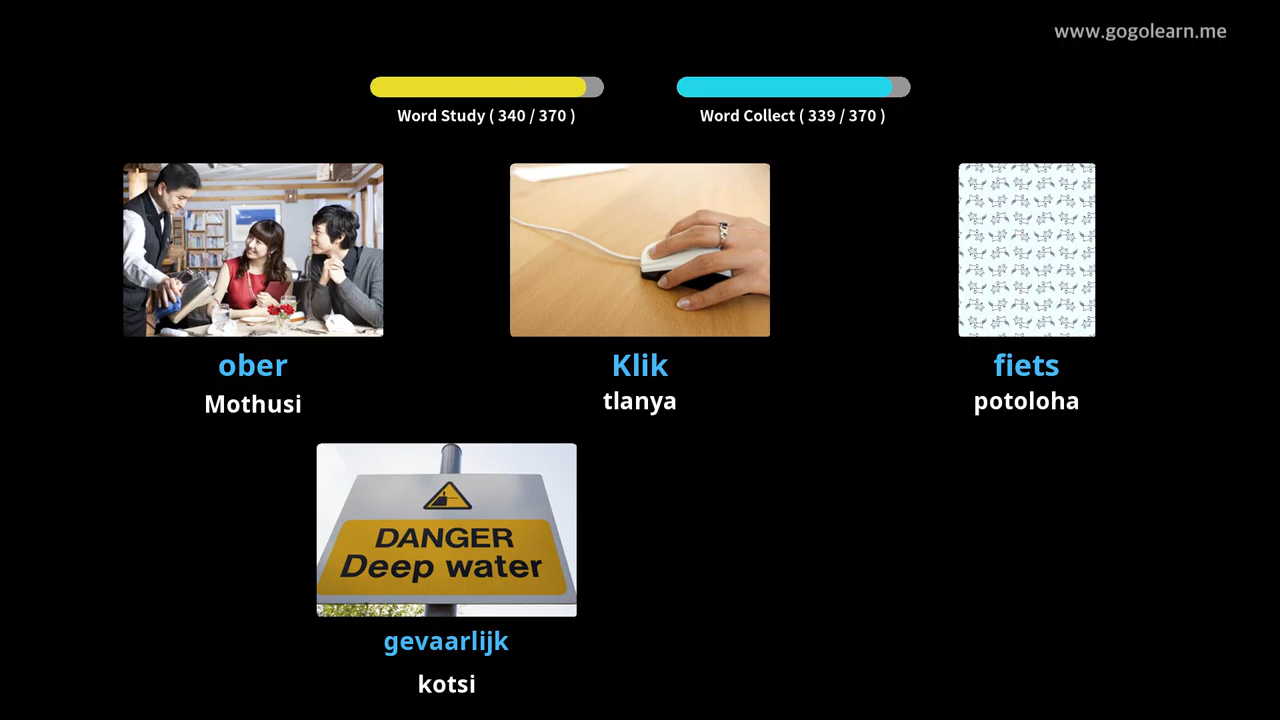 www.gogolearn.me
Word Study ( 340 / 370 )
Word Collect ( 339 / 370 )
ober
Mothusi
Klik
tlanya
fiets
potoloha
DANGER
Deep water
gevaarlijk
kotsi